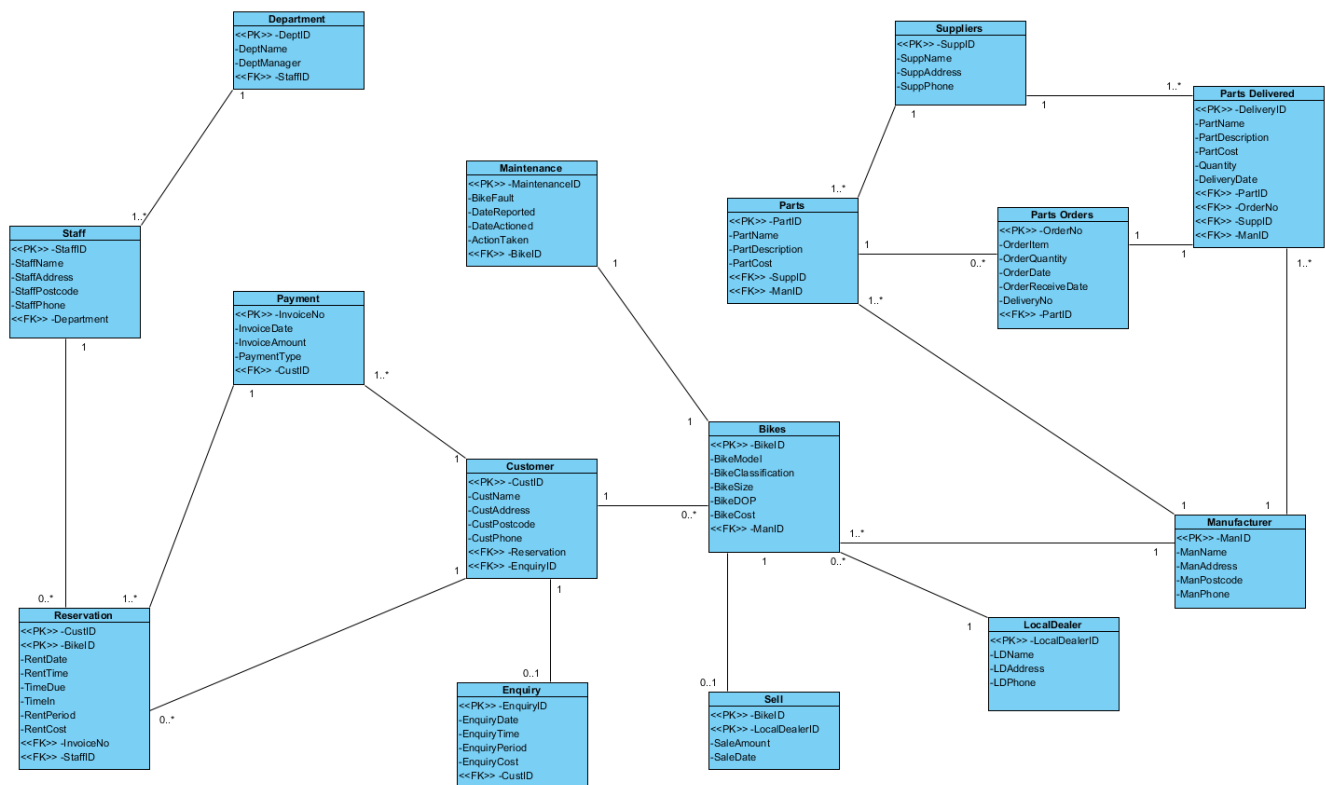 Department
<<PK>> -DeptID
-DeptName
-DeptManager
<<FK>> -StaffID
1
1..*
Staff
<<PK>> -StaffID
-StaffName
-StaffAddress
-StaffPostcode
-StaffPhone
<<FK>> -Department
1
0..*
Payment
<<PK>> -InvoiceNo
-InvoiceDate
-InvoiceAmount
-PaymentType
<<FK>> -CustID
1
1..*
1..*
1
Maintenance
<<PK>> -MaintenanceID
-BikeFault
-DateReported
-DateActioned
-ActionTaken
<<FK>> -BikeID
1
1
Suppliers
<<PK>> -SuppID
-SuppName
-SuppAddress
-SuppPhone
1
1..*
1
1..*
Parts Delivered
<<PK>> -DeliveryID
-PartName
-PartDescription
-PartCost
-Quantity
-DeliveryDate
<<FK>> -PartID
<<FK>> -OrderNo
<<FK>> -SuppID
<<FK>> -ManID
1..*
1
Parts
<<PK>> -PartID
-PartName
-PartDescription
-PartCost
<<FK>> -SuppID
<<FK>> -ManID
1
0..*
1..*
1
Parts Orders
<<PK>> -OrderNo
-OrderItem
-OrderQuantity
-OrderDate
-OrderReceiveDate
-DeliveryNo
<<FK>> -PartID
1
1
Customer
<<PK>> -CustID
-CustName
-CustAddress
-CustPostcode
-CustPhone
<<FK>> -Reservation
<<FK>> -EnquiryID
1
0..*
1
0..*
1
0..1
Bikes
<<PK>> -BikeID
-BikeModel
-BikeClassification
-BikeSize
-BikeDOP
-BikeCost
<<FK>> -ManID
1..*
1
0..*
1
1
0..1
Manufacturer
<<PK>> -ManID
-ManName
-ManAddress
-ManPostcode
-ManPhone
Reservation
<<PK>> -CustID
<<PK>> -BikeID
-RentDate
-RentTime
-TimeDue
-TimeIn
-RentPeriod
-RentCost
<<FK>> -InvoiceNo
<<FK>> -StaffID
Enquiry
<<PK>> -EnquiryID
-EnquiryDate
-EnquiryTime
-EnquiryPeriod
-EnquiryCost
<<FK>> -CustID
Sell
<<PK>> -BikeID
<<PK>> -LocalDealerID
-SaleAmount
-SaleDate
LocalDealer
<<PK>> -LocalDealerID
-LDName
-LDAddress
-LDPhone